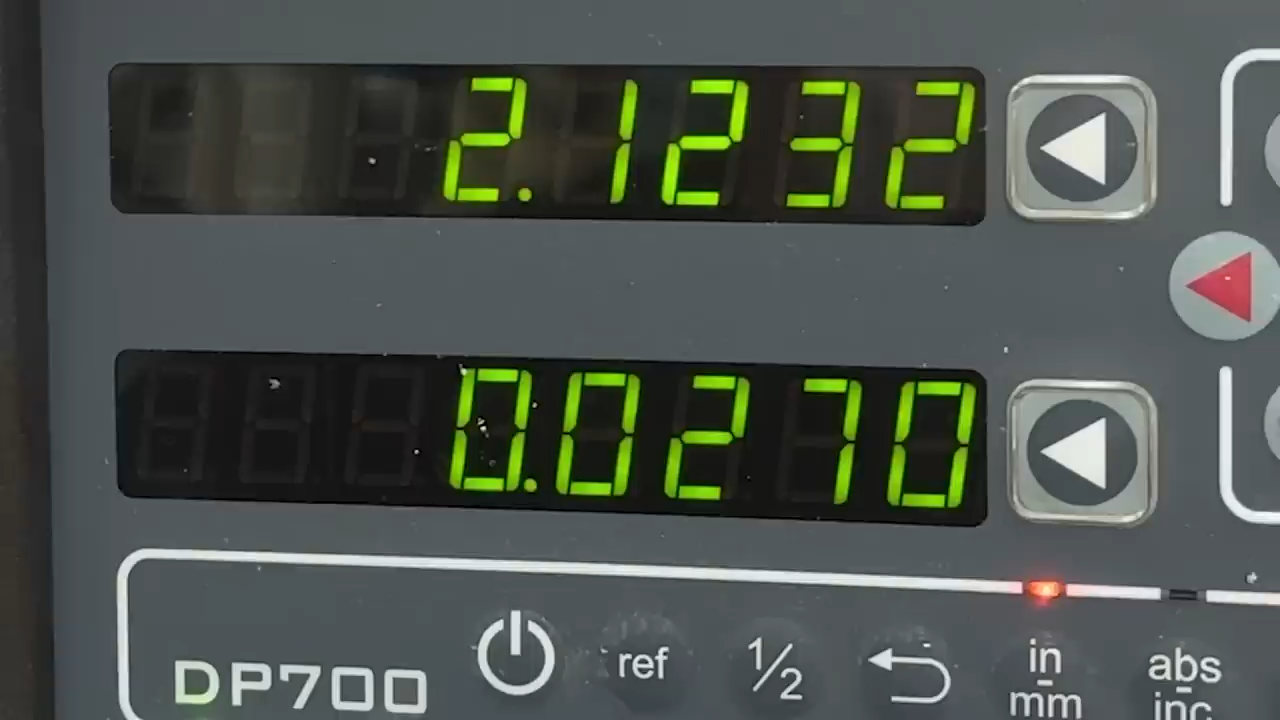 2.1232
0.0270
DP700
ref
1/2
in
mm
abs
inc